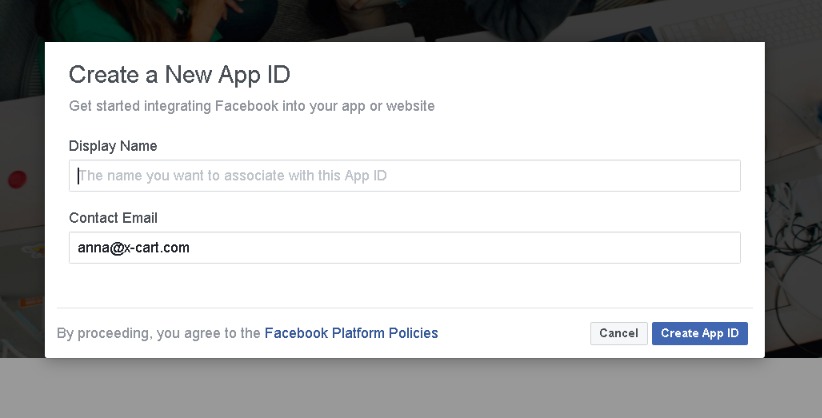 Create a New App ID
Get started integrating Facebook into your app or website
Display Name
The name you want to associate with this App ID
Contact Email
anna@x-cart.com
By proceeding, you agree to the Facebook Platform Policies
Cancel
Create App ID